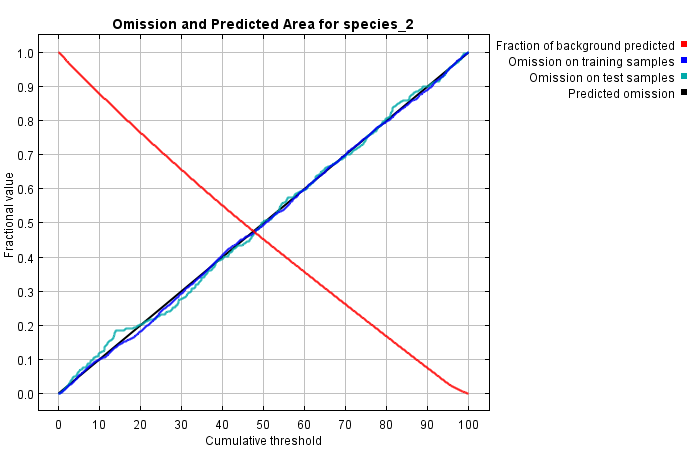 Omission and Predicted Area for species_2
Fraction of background predicted
Omission on training samples
Omission on test samples
Predicted omission
Fractional value
1.0
0.9
0.8
0.7
0.6
0.5
0.4
0.3
0.2
0.1
0.0
0 10 20 30 40 50 60 70 80 90 100
Cumulative threshold